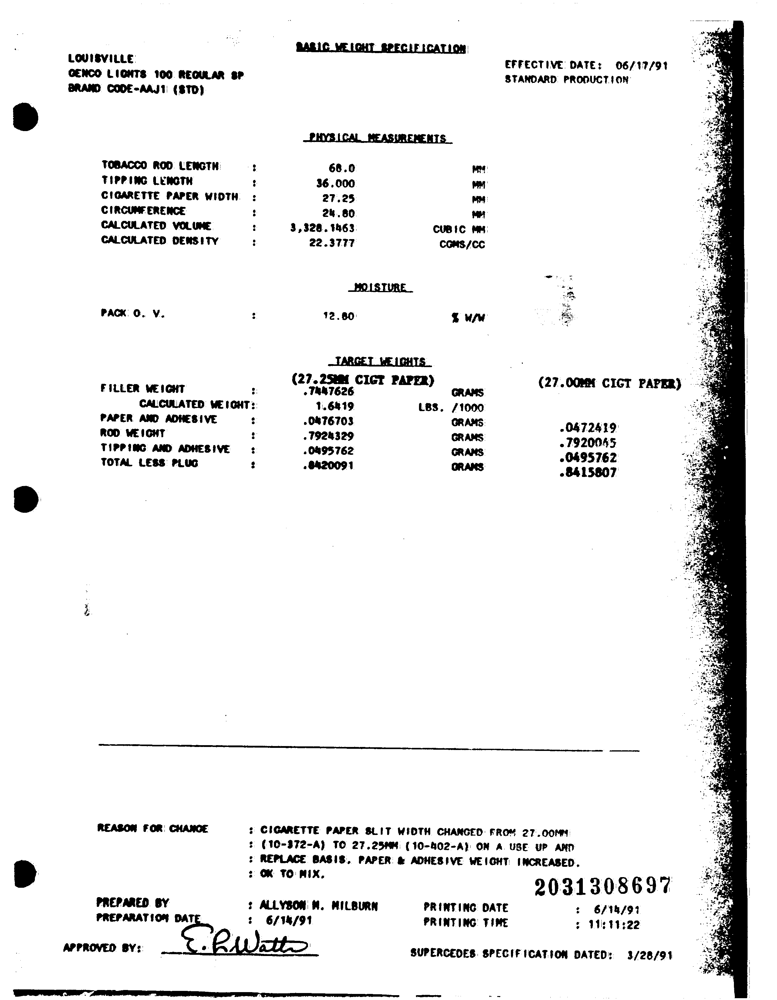 BASIC WEIGHT SPECIFICATION
LOUISVILLE
GENCO LIGHTS 100 REGULAR SP
BRAND CODE-AAJ1 (STD)
EFFECTIVE DATE: 06/17/91
STANDARD PRODUCTION
PHYSICAL MEASUREMENTS
TOBACCO ROD LENGTH : 68.0 MM
TIPPING LENGTH : 36.000 MM
CIGARETTE PAPER WIDTH : 27.25 MM
CIRCUMFERENCE : 24.80 MM
CALCULATED VOLUME : 3,328.1463 CUBIC MM
CALCULATED DENSITY : 22.3777 CGMS/CC
MOISTURE
PACK O. V. : 12.80 % W/W
TARGET WEIGHTS
(27.25MM CIGT PAPER) (27.00MM CIGT PAPER)
FILLER WEIGHT : .7447626 GRAMS
CALCULATED WEIGHT: 1.6419 LBS. /1000
PAPER AND ADHESIVE : .0476703 GRAMS .0472419
ROD WEIGHT : .7924329 GRAMS .7920045
TIPPING AND ADHESIVE : .0495762 GRAMS .0495762
TOTAL LESS PLUG : .8420091 GRAMS .8415807
REASON FOR CHANGE : CIGARETTE PAPER SLIT WIDTH CHANGED FROM 27.00MM
: (10-372-A) TO 27.25MM (10-402-A) ON A USE UP AND
: REPLACE BASIS. PAPER & ADHESIVE WEIGHT INCREASED.
: OK TO MIX.
2031308697
PREPARED BY : ALLYSON M. MILBURN PRINTING DATE : 6/14/91
PREPARATION DATE : 6/14/91 PRINTING TIME : 11:11:22
APPROVED BY: E. R. Watts
SUPERCEDES SPECIFICATION DATED: 3/28/91